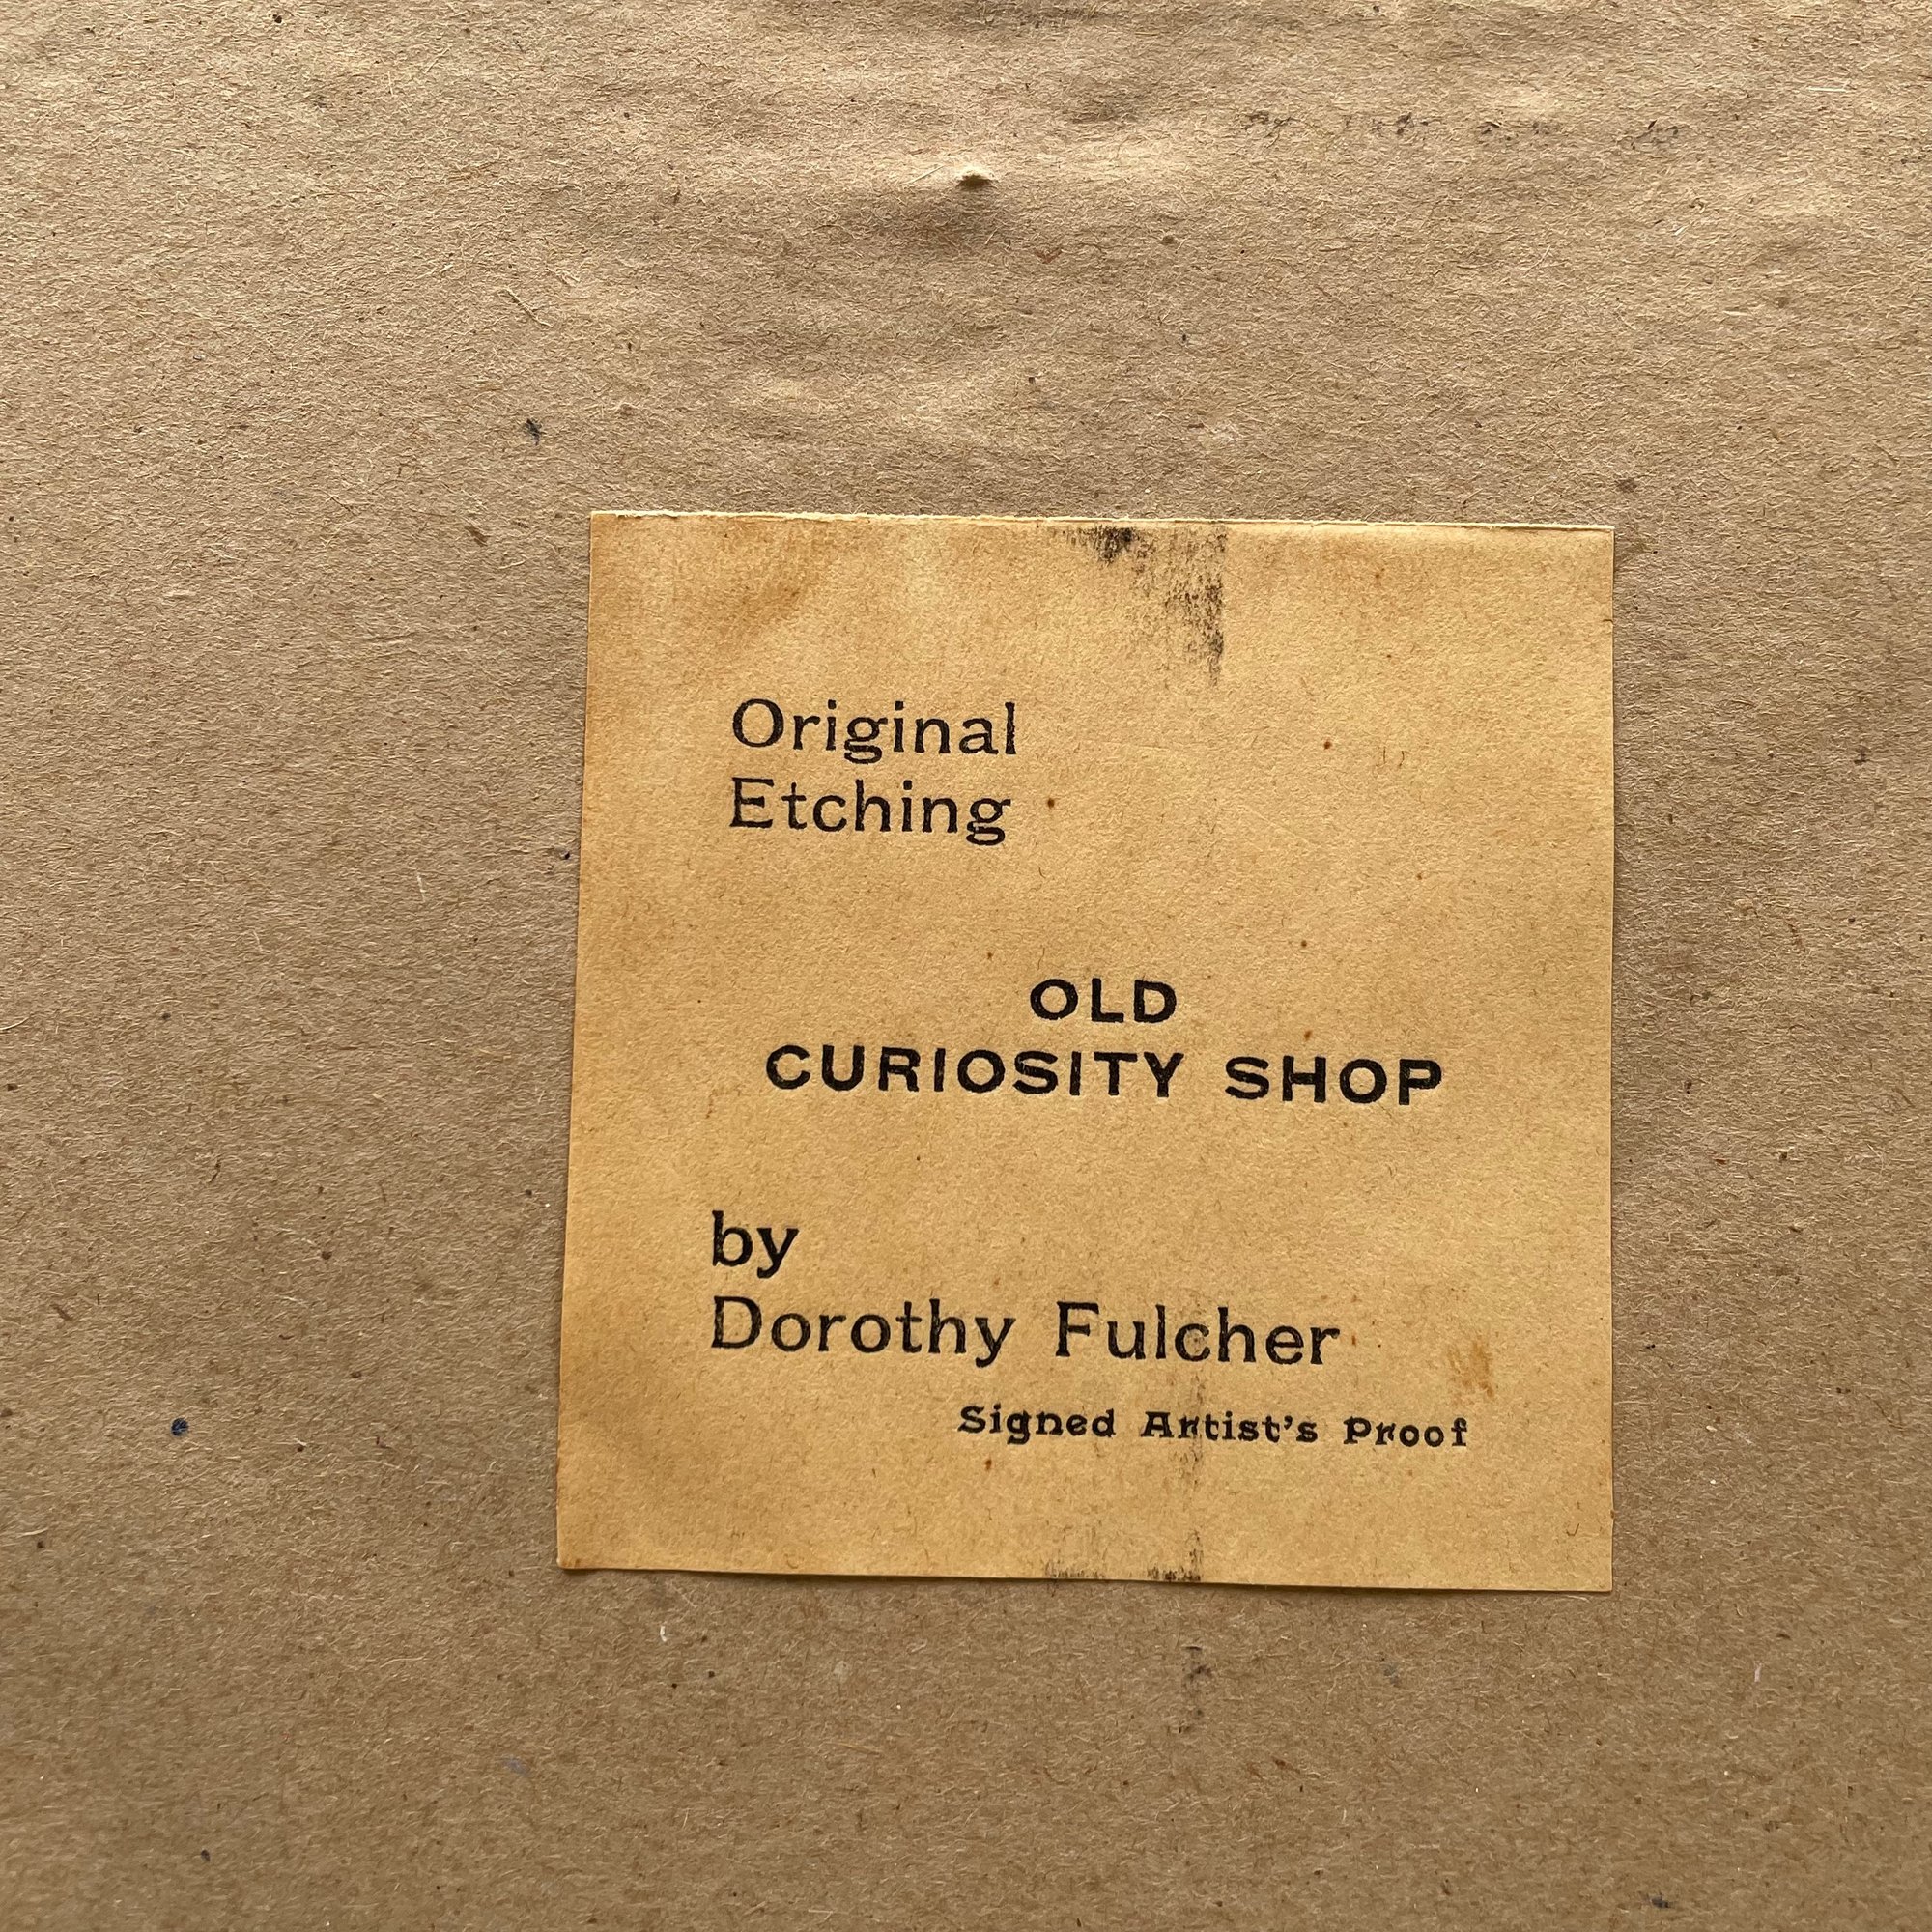 Original
Etching
OLD
CURIOSITY SHOP
by
Dorothy Fulcher
Signed Artist's Proof